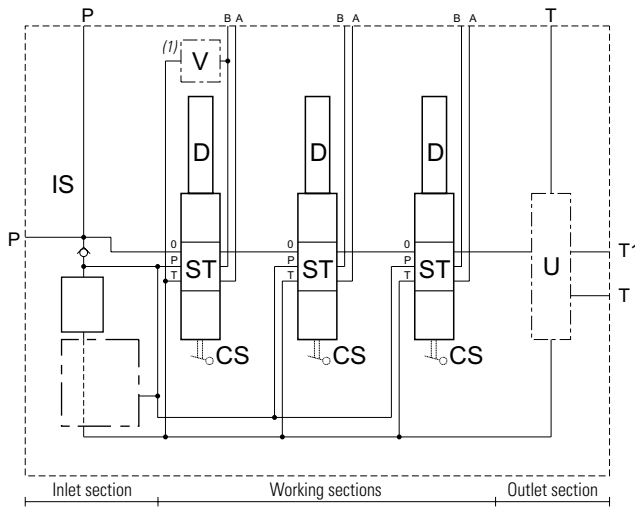 P B A B A B A T
(1) V
D D D
IS
P 0 0 0 T1
P ST P ST P ST U
T T T T
CS CS CS
Inlet section Working sections Outlet section